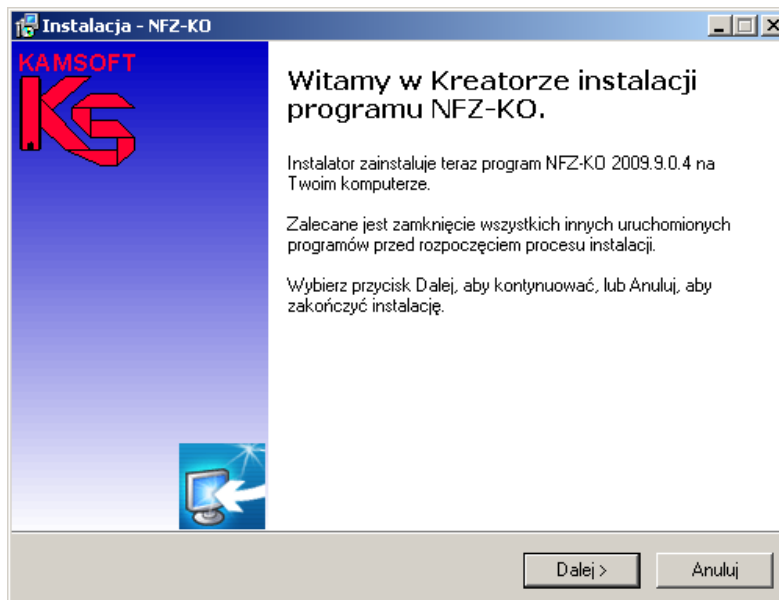 Instalacja - NFZ-KO
KAMSOFT
KS
Witamy w Kreatorze instalacji
programu NFZ-KO.
Instalator zainstaluje teraz program NFZ-KO 2009.9.0.4 na
Twoim komputerze.
Zalecane jest zamknięcie wszystkich innych uruchomionych
programów przed rozpoczęciem procesu instalacji.
Wybierz przycisk Dalej, aby kontynuować, lub Anuluj, aby
zakończyć instalację.
Dalej >
Anuluj